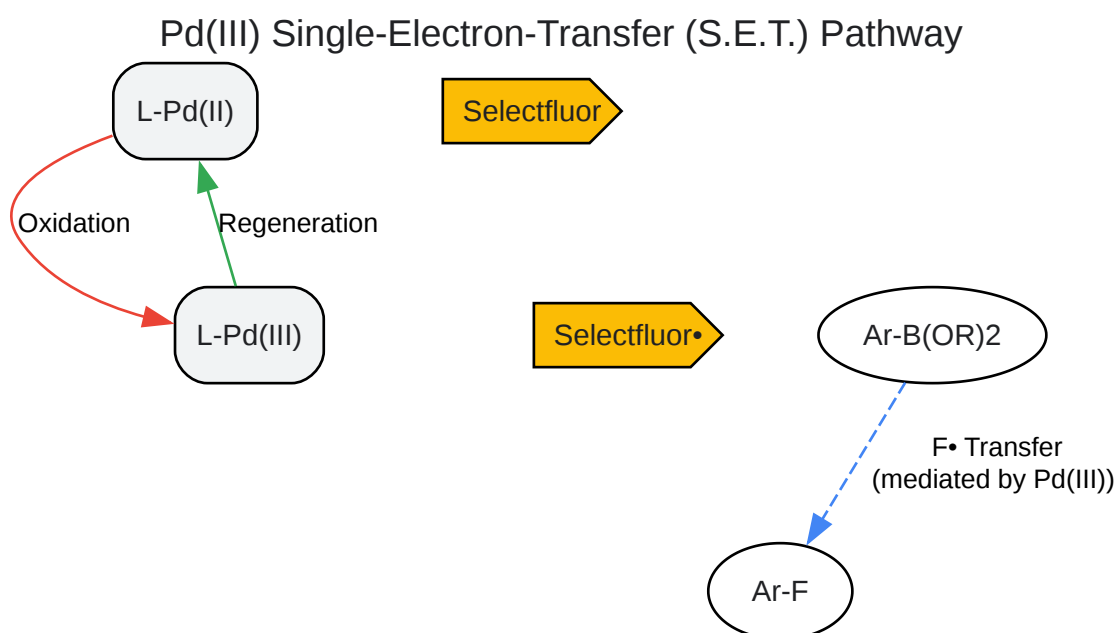 Pd(III) Single-Electron-Transfer (S.E.T.) Pathway
L-Pd(II)
Selectfluor
Oxidation
Regeneration
L-Pd(III)
Selectfluor•
Ar-B(OR)2
F• Transfer
(mediated by Pd(III))
Ar-F